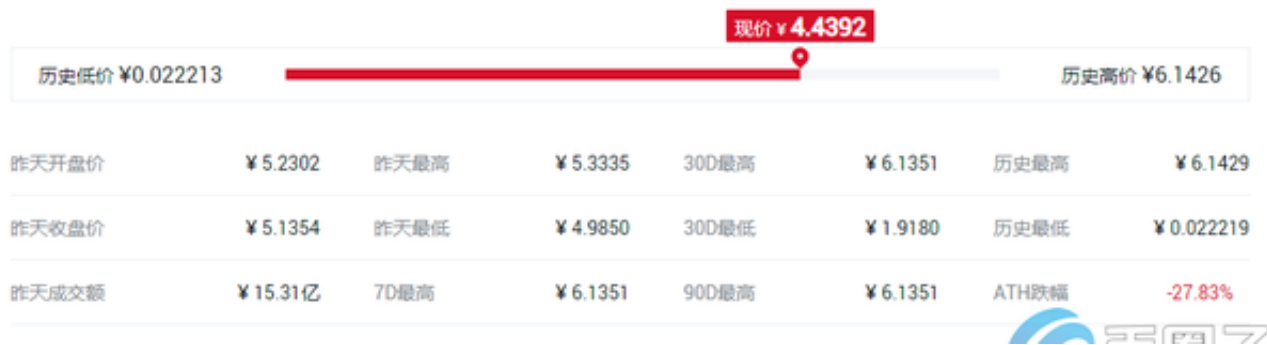 现价 ¥ 4.4392
历史低价 ¥0.022213 历史高价 ¥6.1426
昨天开盘价 ¥ 5.2302 昨天最高 ¥ 5.3335 30D最高 ¥ 6.1351 历史最高 ¥ 6.1429
昨天收盘价 ¥ 5.1354 昨天最低 ¥ 4.9850 30D最低 ¥ 1.9180 历史最低 ¥ 0.022219
昨天成交额 ¥ 15.31亿 7D最高 ¥ 6.1351 90D最高 ¥ 6.1351 ATH跌幅 -27.83%